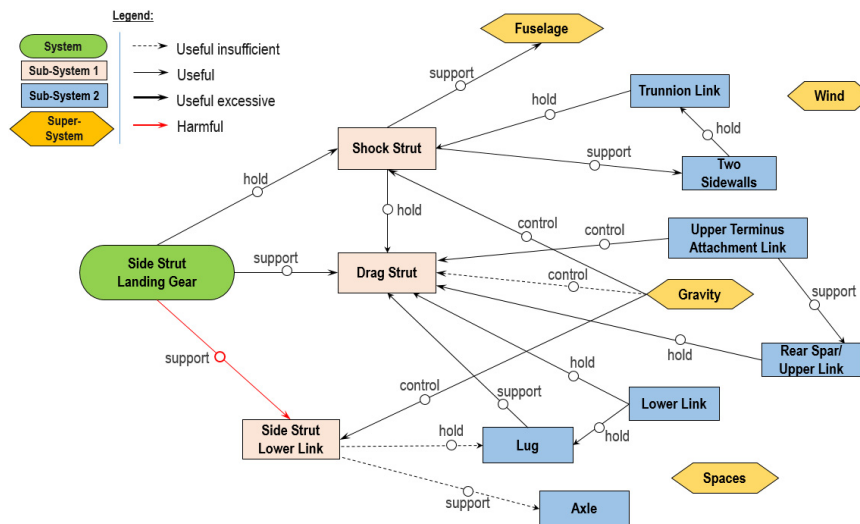 Legend:
System
Sub-System 1
Sub-System 2
Super-
System
Useful insufficient
Useful
Useful excessive
Harmful
Fuselage
support
Trunnion Link
Wind
hold
hold
Shock Strut
support
Two
Sidewalls
hold
hold
control
Upper Terminus
Attachment Link
control
Side Strut
Landing Gear
support
Drag Strut
control
Gravity
support
support
hold
Rear Spar/
Upper Link
control
hold
support
Lower Link
Side Strut
Lower Link
hold
Lug
hold
support
Spaces
Axle